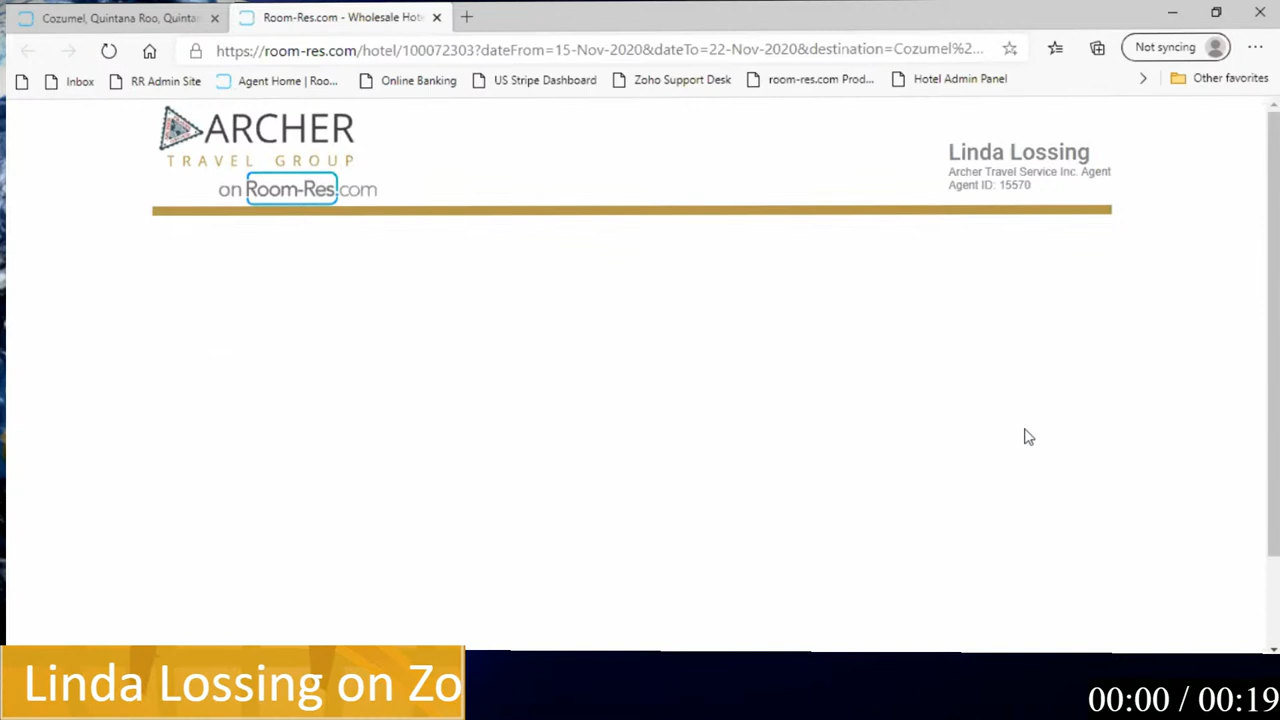 Cozumel, Quintana Roo, Quinta
Room-Res.com - Wholesale Hote
https://room-res.com/hotel/100072303?dateFrom=15-Nov-2020&dateTo=22-Nov-2020&destination=Cozumel%2...
Not syncing
Inbox
RR Admin Site
Agent Home | Roo...
Online Banking
US Stripe Dashboard
Zoho Support Desk
room-res.com Prod...
Hotel Admin Panel
Other favorites
ARCHER
TRAVEL GROUP
on Room-Res.com
Linda Lossing
Archer Travel Service Inc. Agent
Agent ID: 15570
Linda Lossing on Zo
00:00 / 00:19